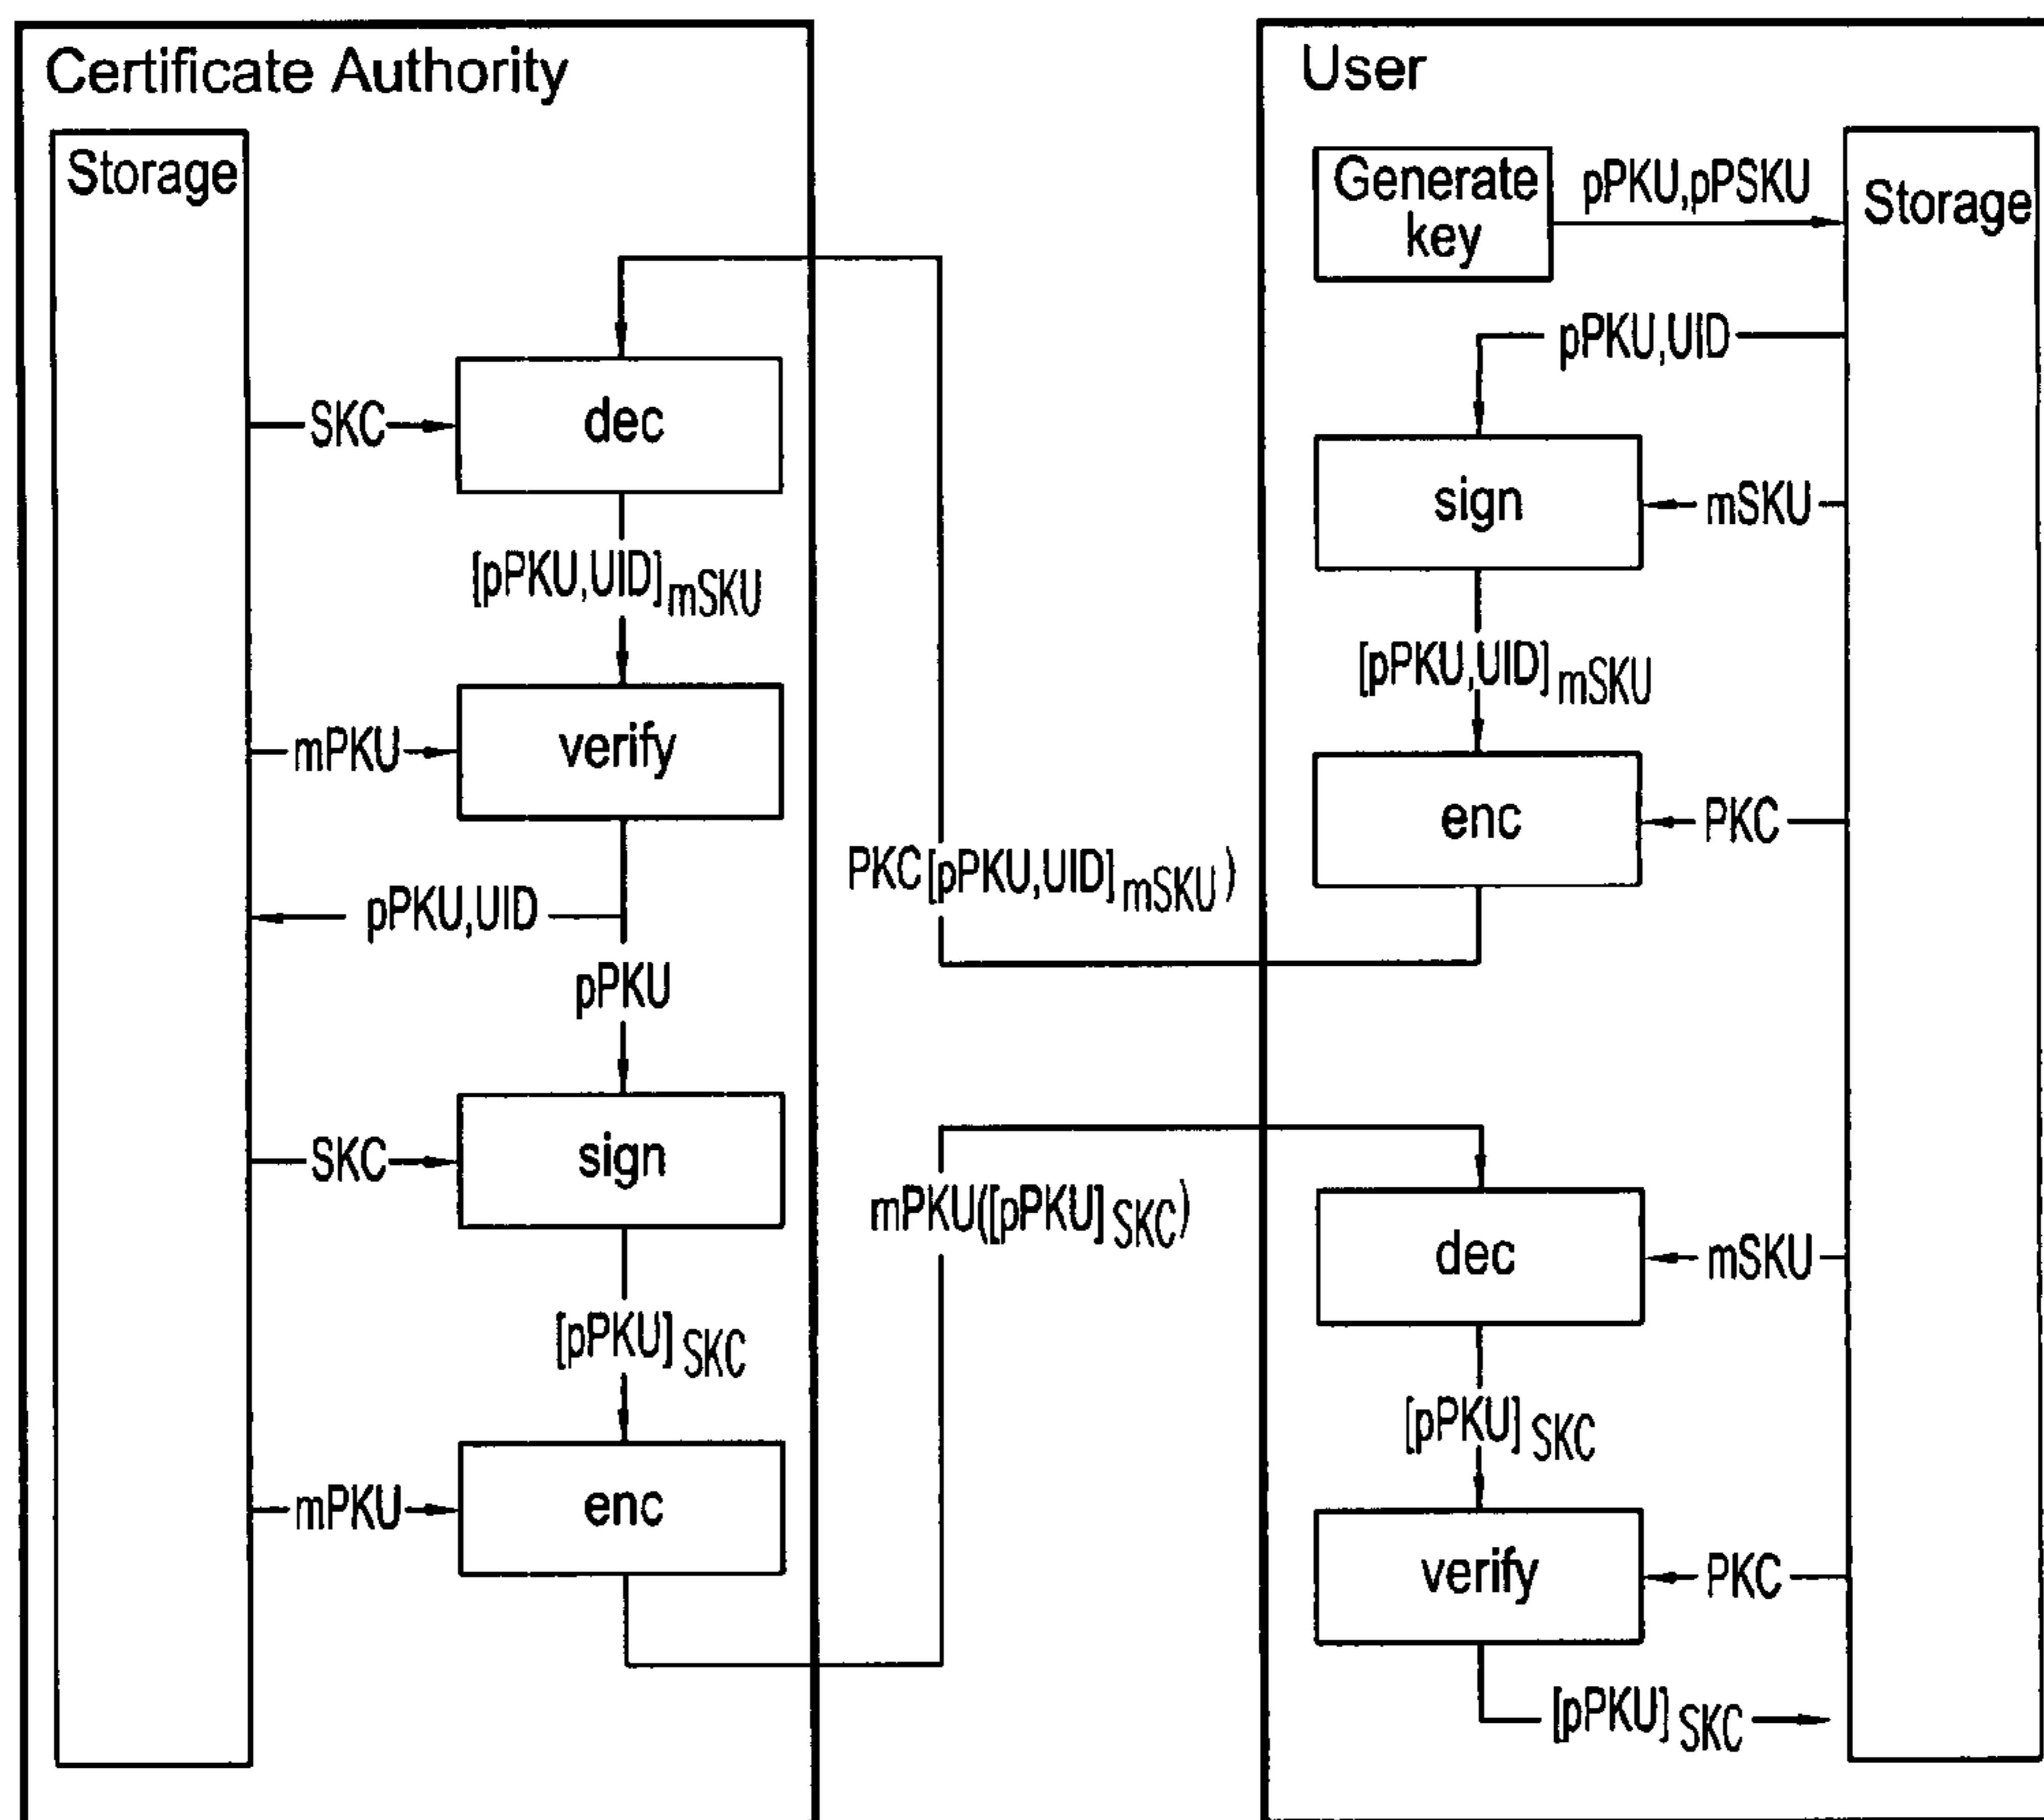 Certificate Authority
Storage
SKC
dec
[pPKU,UID]mSKU
mPKU
verify
pPKU,UID
pPKU
SKC
sign
[pPKU]SKC
mPKU
enc
PKC[pPKU,UID]mSKU)
mPKU([pPKU]SKC)
User
Generate
key
pPKU,pPSKU
Storage
pPKU,UID
sign
mSKU
[pPKU,UID]mSKU
enc
PKC
dec
mSKU
[pPKU]SKC
verify
PKC
[pPKU]SKC